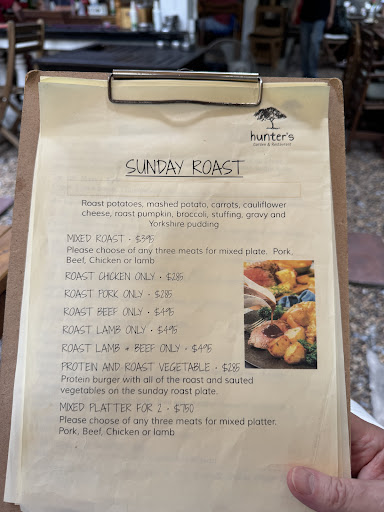 hunter's
SUNDAY ROAST
Roast potatoes, mashed potato, carrots, cauliflower
cheese, roast pumpkin, broccoli, stuffing, gravy and
Yorkshire pudding
MIXED ROAST - $395
Please choose of any three meats for mixed plate. Pork,
Beef, Chicken or lamb
ROAST CHICKEN ONLY - $285
ROAST PORK ONLY - $285
ROAST BEEF ONLY - $495
ROAST LAMB ONLY - $495
ROAST LAMB + BEEF ONLY - $495
PROTEIN AND ROAST VEGETABLE - $285
Protein burger with all of the roast and sauted
vegetables on the sunday roast plate.
MIXED PLATTER FOR 2 - $750
Please choose of any three meats for mixed platter.
Pork, Beef, Chicken or lamb